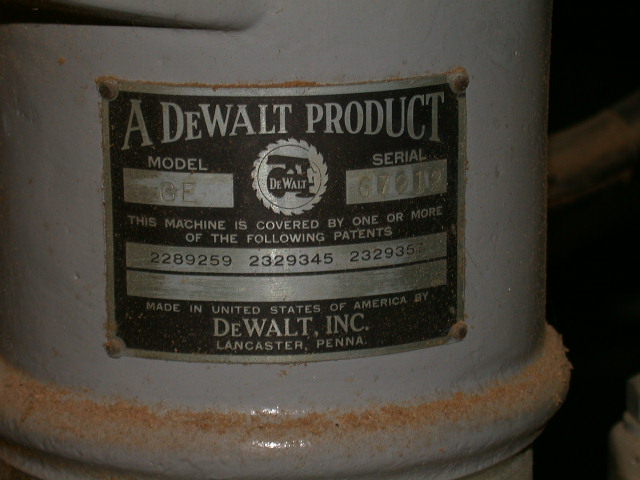 A DEWALT PRODUCT
MODEL SERIAL
DEWALT
GE
THIS MACHINE IS COVERED BY ONE OR MORE
OF THE FOLLOWING PATENTS
2289259 2329345
MADE IN UNITED STATES OF AMERICA BY
DEWALT, INC.
LANCASTER, PENNA.